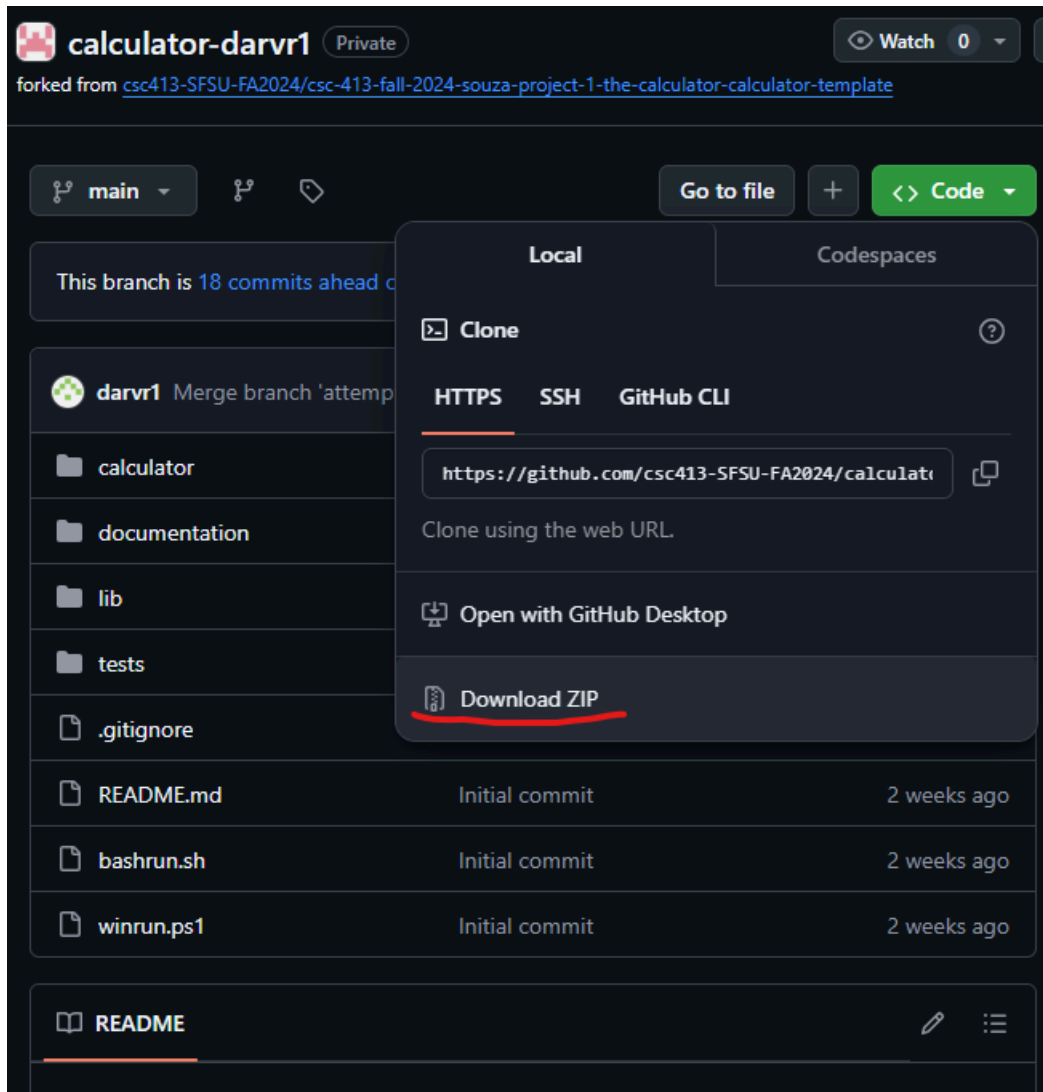 calculator-darvr1 Private Watch 0
forked from csc413-SFSU-FA2024/csc-413-fall-2024-souza-project-1-the-calculator-calculator-template
main Go to file + <> Code
Local Codespaces
This branch is 18 commits ahead
Clone
darvr1 Merge branch 'attemp
HTTPS SSH GitHub CLI
calculator
https://github.com/csc413-SFSU-FA2024/calculat
Clone using the web URL.
documentation
lib
Open with GitHub Desktop
tests
Download ZIP
.gitignore
README.md Initial commit 2 weeks ago
bashrun.sh Initial commit 2 weeks ago
winrun.ps1 Initial commit 2 weeks ago
README